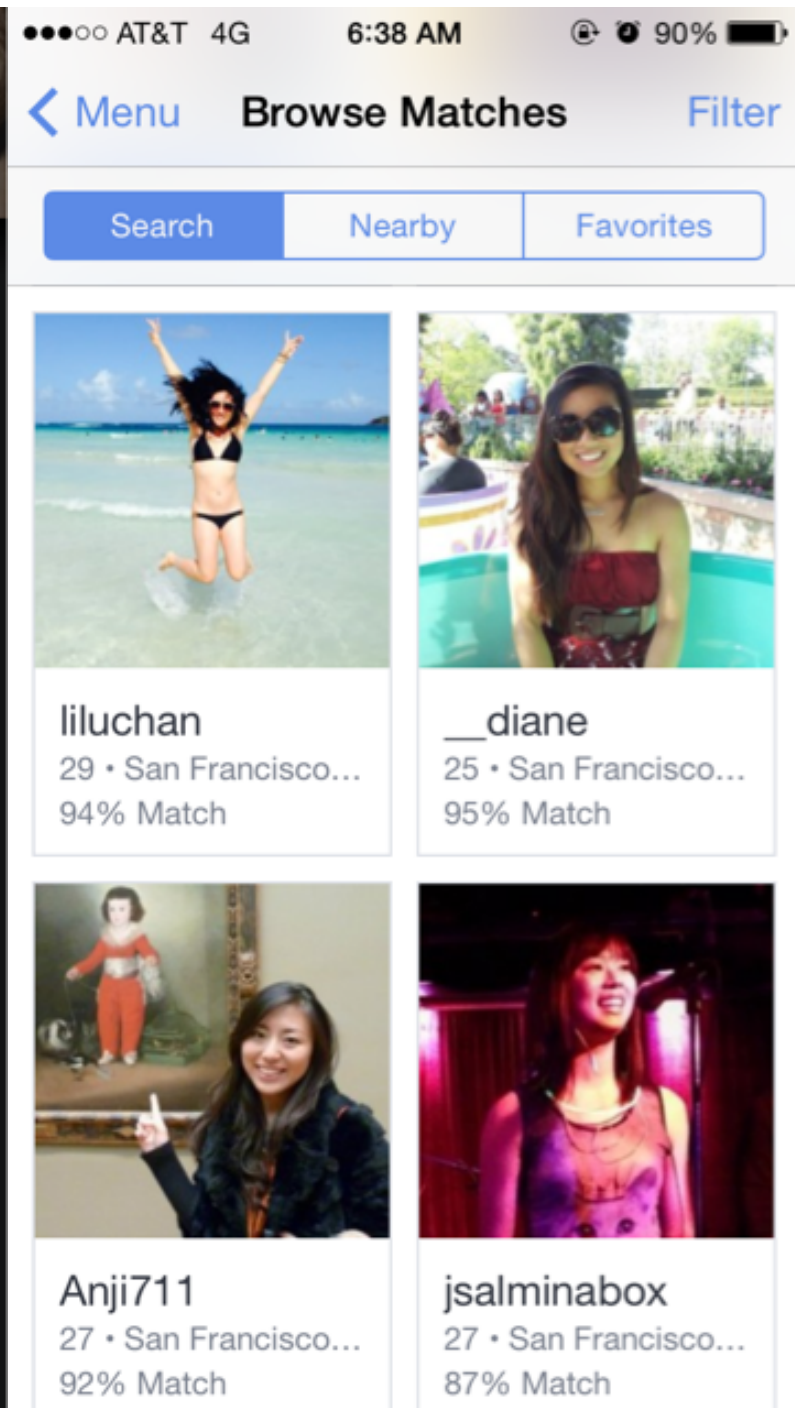 AT&T 4G 6:38 AM 90%
Menu Browse Matches Filter
Search Nearby Favorites
liluchan
29 • San Francisco...
94% Match
__diane
25 • San Francisco...
95% Match
Anji711
27 • San Francisco...
92% Match
jsalminabox
27 • San Francisco...
87% Match